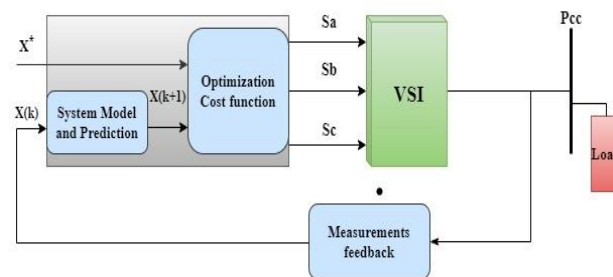 X*
Sa
Pcc
Optimization
Cost function
Sb
VSI
X(k)
System Model
and Prediction
X(k+1)
Sc
Measurements
feedback